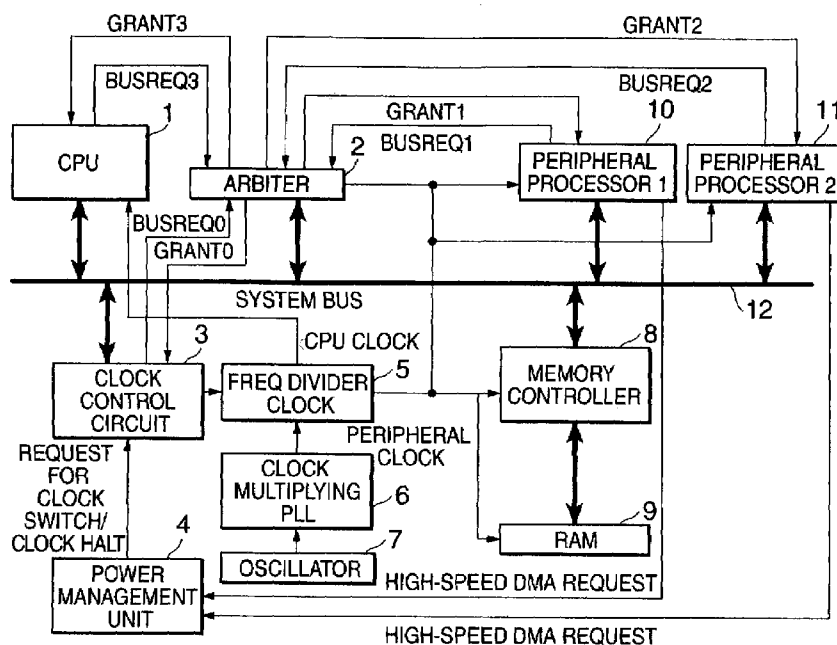 GRANT3
GRANT2
BUSREQ3
BUSREQ2
1
GRANT1
10
11
CPU
2
BUSREQ1
ARBITER
PERIPHERAL
PROCESSOR 1
PERIPHERAL
PROCESSOR 2
BUSREQ0
GRANT0
SYSTEM BUS
12
3
CPU CLOCK
8
CLOCK
CONTROL
CIRCUIT
5
FREQ DIVIDER
CLOCK
MEMORY
CONTROLLER
REQUEST
FOR
CLOCK
SWITCH/
CLOCK HALT
PERIPHERAL
CLOCK
CLOCK
MULTIPLYING
PLL
6
4
7
9
OSCILLATOR
RAM
POWER
MANAGEMENT
UNIT
HIGH-SPEED DMA REQUEST
HIGH-SPEED DMA REQUEST